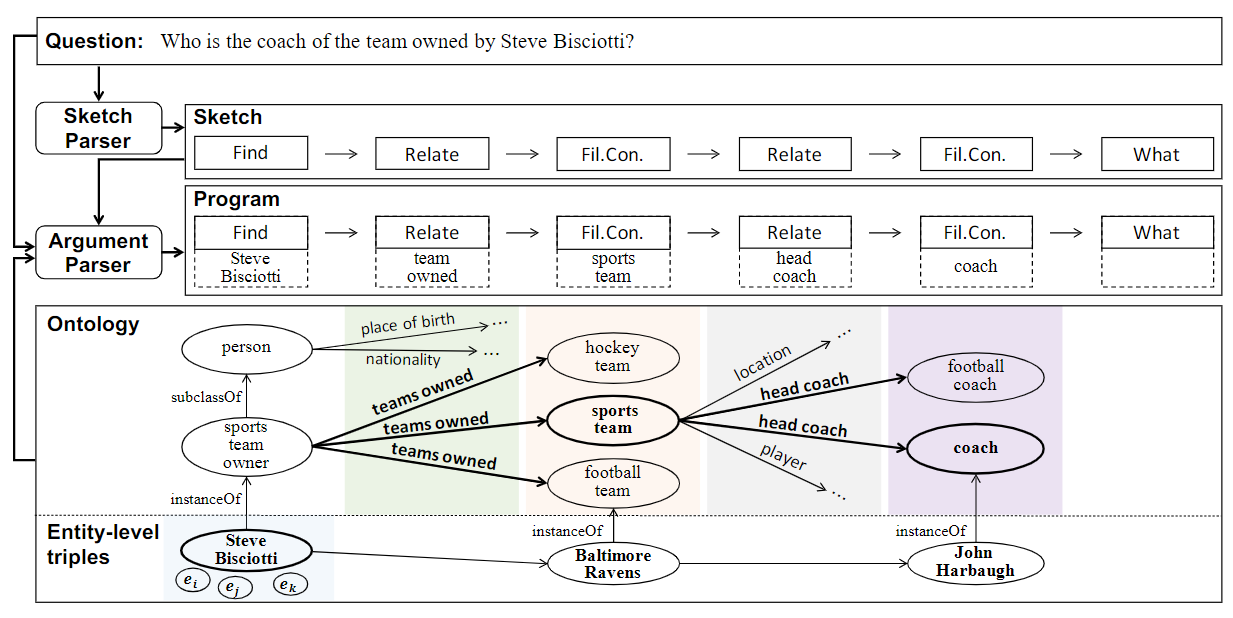 Question: Who is the coach of the team owned by Steve Bisciotti?
Sketch
Parser
Sketch
Find
Relate
Fil.Con.
Relate
Fil.Con.
What
Argument
Parser
Program
Find
Relate
Fil.Con.
Relate
Fil.Con.
What
Steve
Bisciotti
team
owned
sports
team
head
coach
coach
Ontology
person
place of birth
...
nationality
...
subclassOf
sports
team
owner
teams owned
teams owned
teams owned
hockey
team
sports
team
football
team
location
...
head coach
head coach
player
...
football
coach
coach
instanceOf
instanceOf
instanceOf
Entity-level
triples
Steve
Bisciotti
e_i
e_j
e_k
Baltimore
Ravens
John
Harbaugh